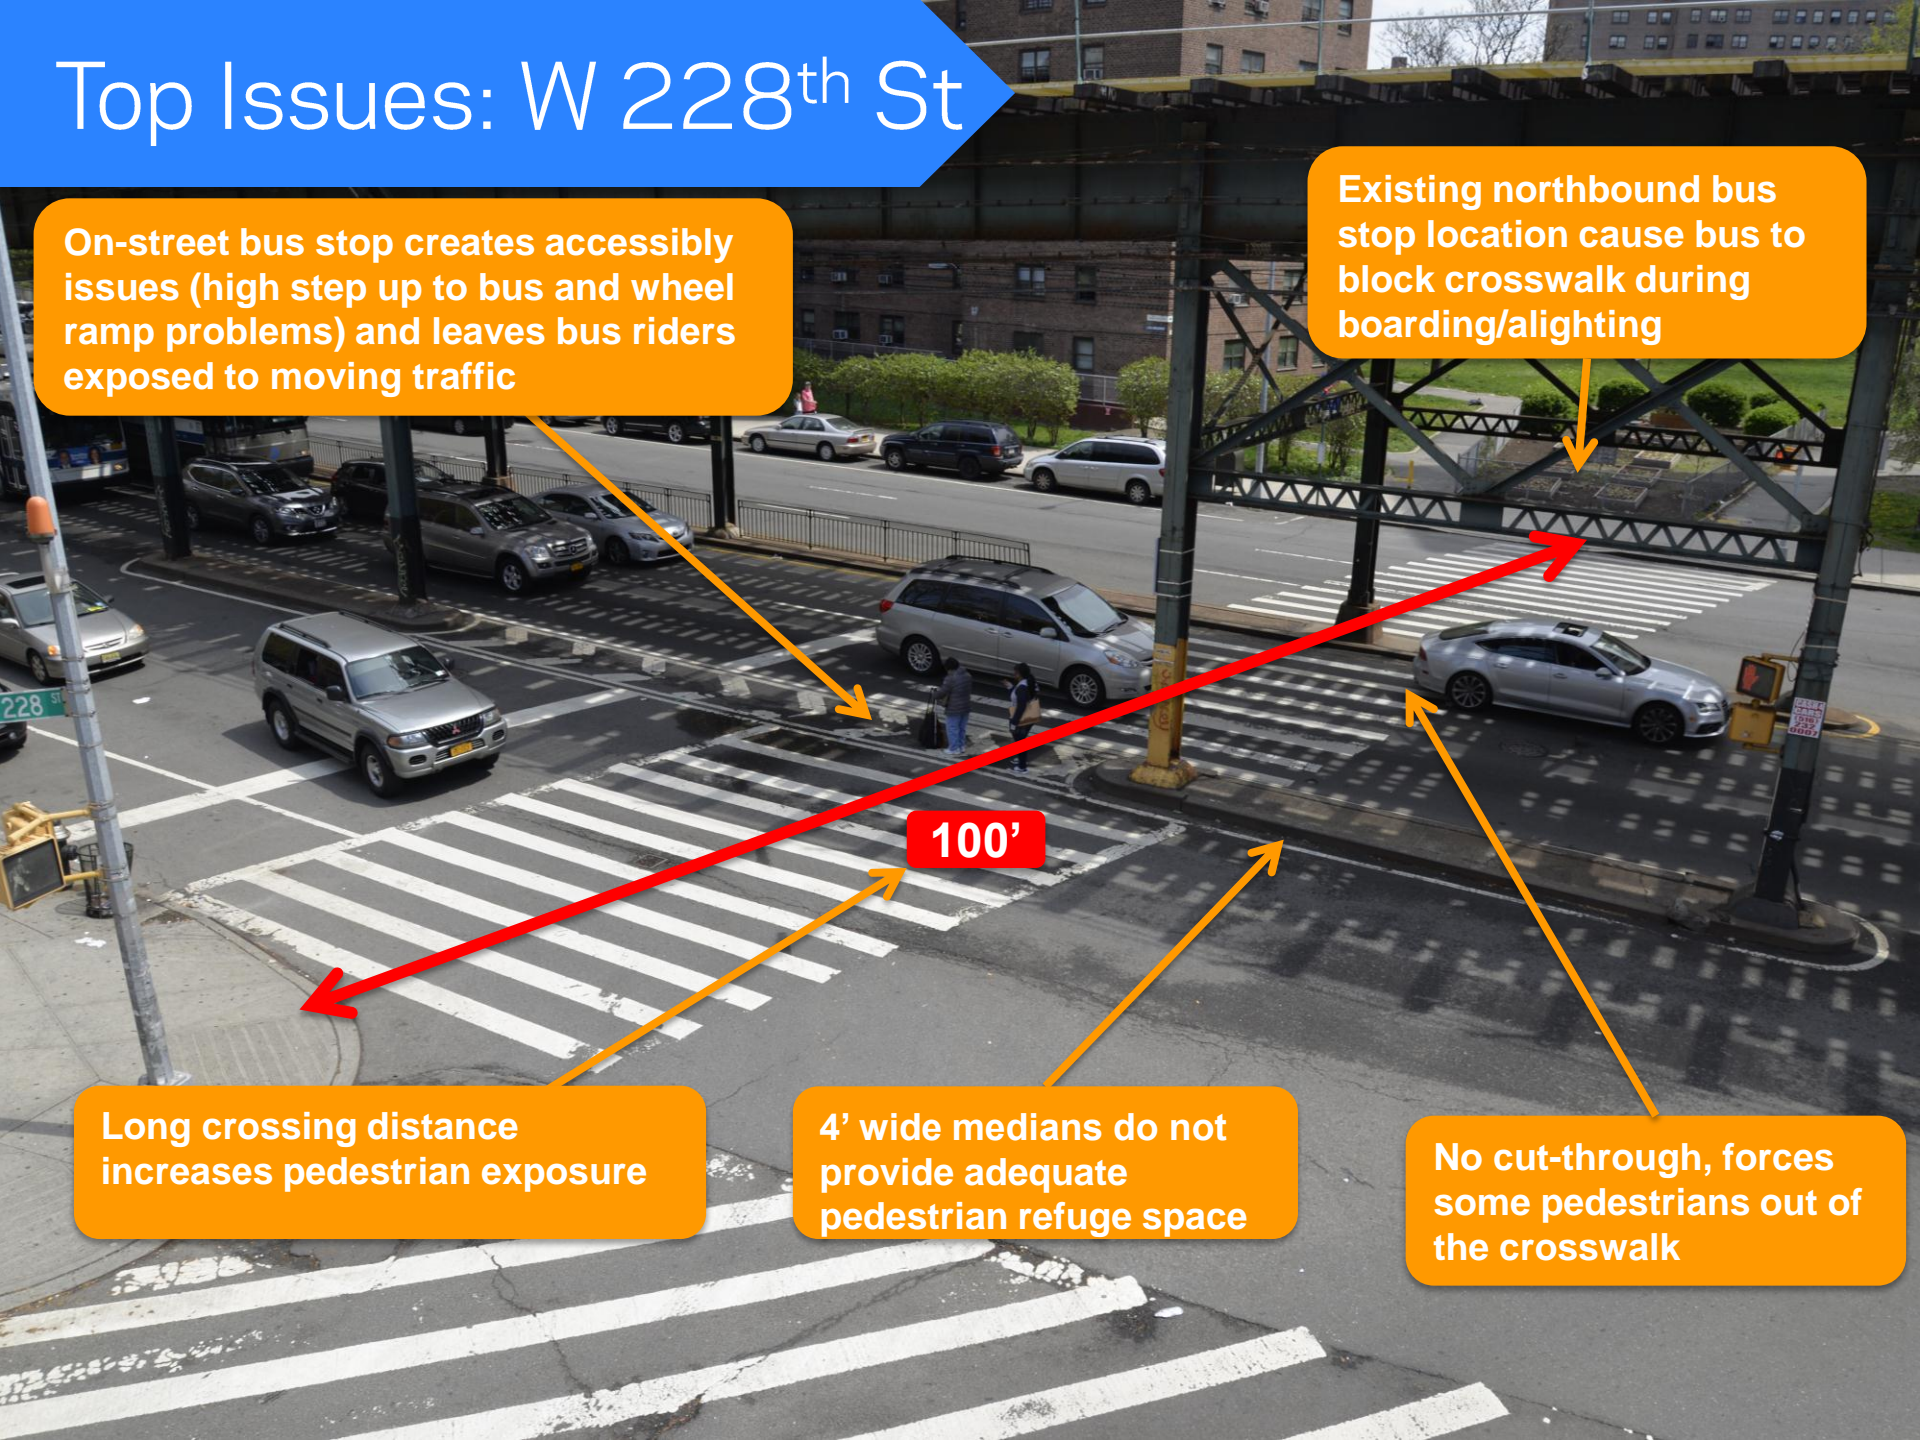 Top Issues: W 228th St
On-street bus stop creates accessibly
issues (high step up to bus and wheel
ramp problems) and leaves bus riders
exposed to moving traffic
Existing northbound bus
stop location cause bus to
block crosswalk during
boarding/alighting
228 ST
100’
Long crossing distance
increases pedestrian exposure
4’ wide medians do not
provide adequate
pedestrian refuge space
No cut-through, forces
some pedestrians out of
the crosswalk